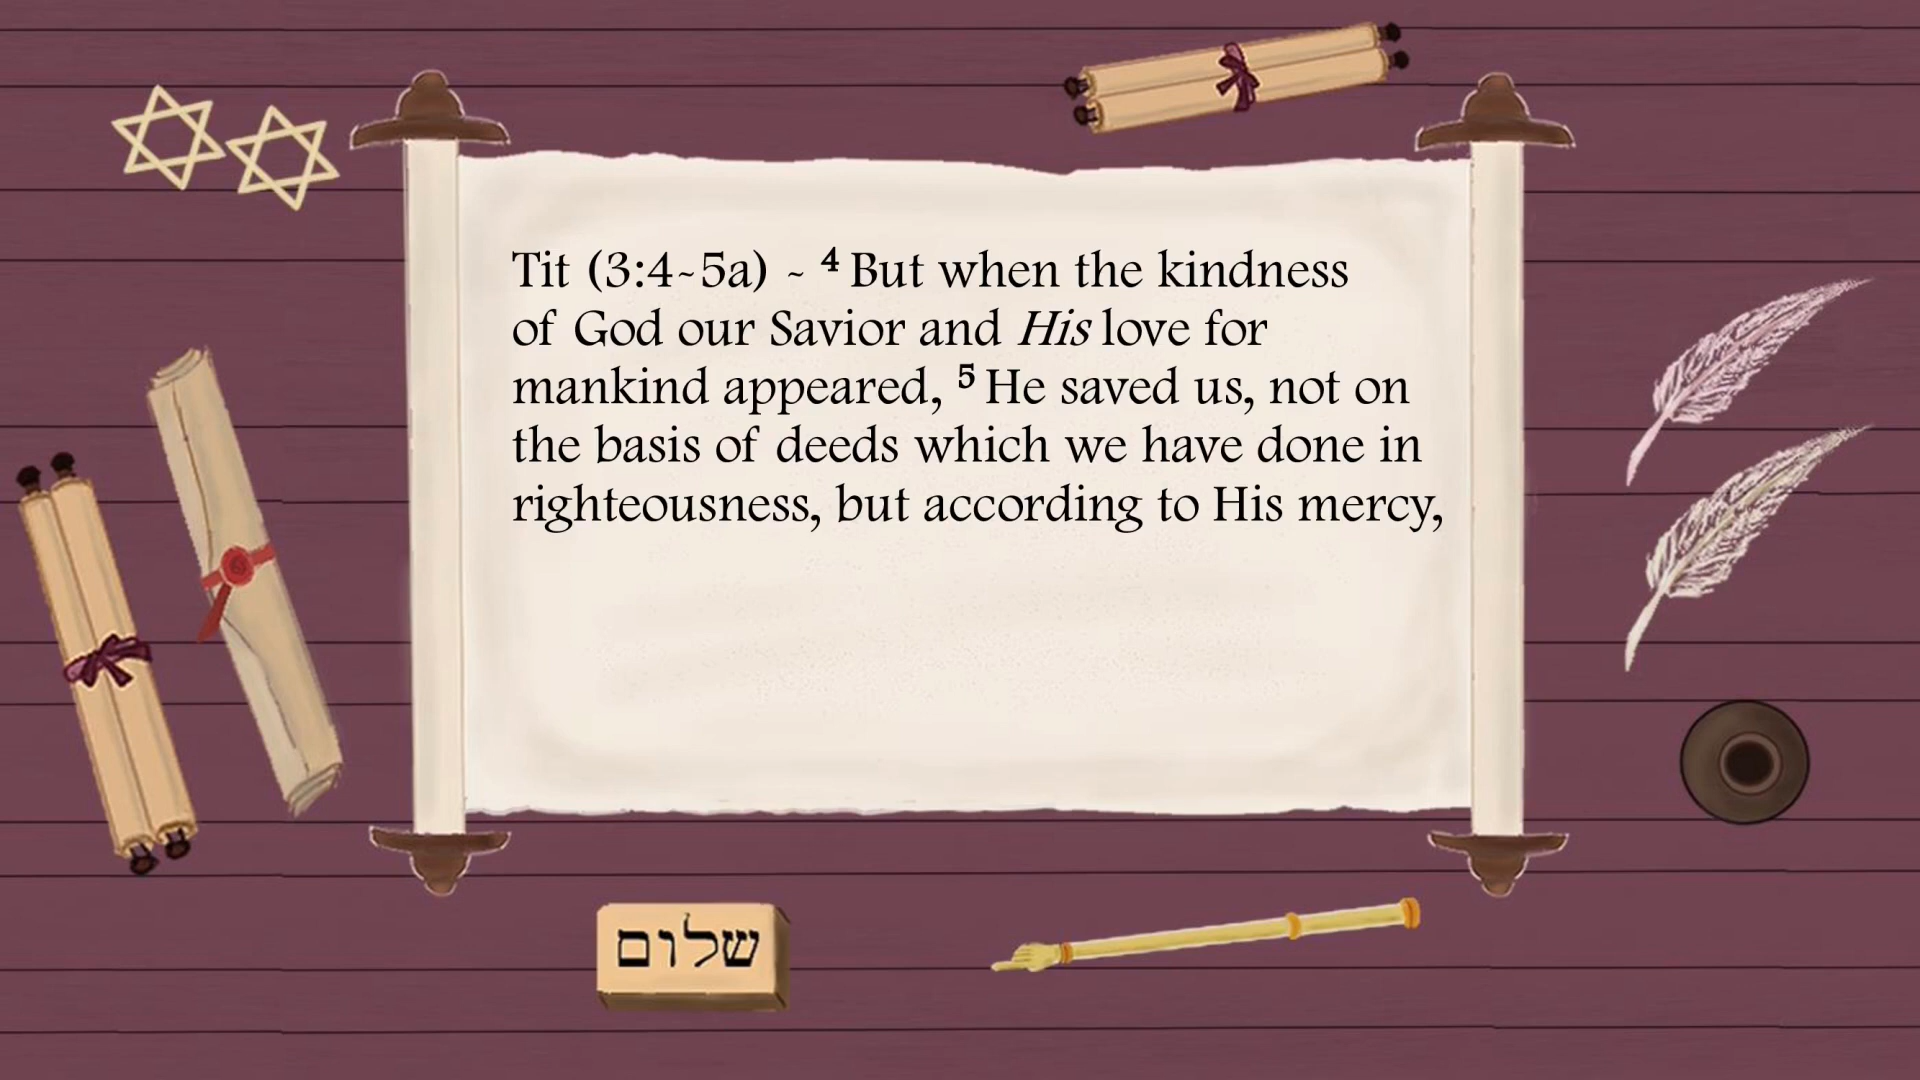 Tit (3:4-5a) - ⁴ But when the kindness
of God our Savior and His love for
mankind appeared, ⁵ He saved us, not on
the basis of deeds which we have done in
righteousness, but according to His mercy,
שלום